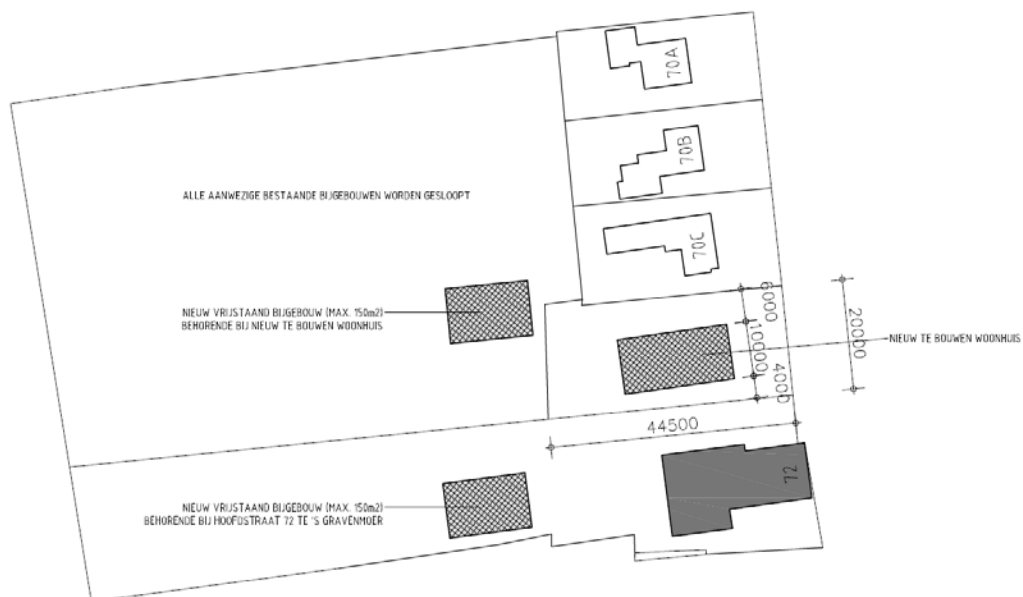 70A
70B
ALLE AANWEZIGE BESTAANDE BIJGEBOUWEN WORDEN GESLOOPT
70C
6000
NIEUW VRIJSTAAND BIJGEBOUW (MAX. 150m2)
BEHORENDE BIJ NIEUW TE BOUWEN WOONHUIS
10000
20000
NIEUW TE BOUWEN WOONHUIS
4000
44500
72
NIEUW VRIJSTAAND BIJGEBOUW (MAX. 150m2)
BEHORENDE BIJ HOOFDSTRAAT 72 TE 'S GRAVENMOER